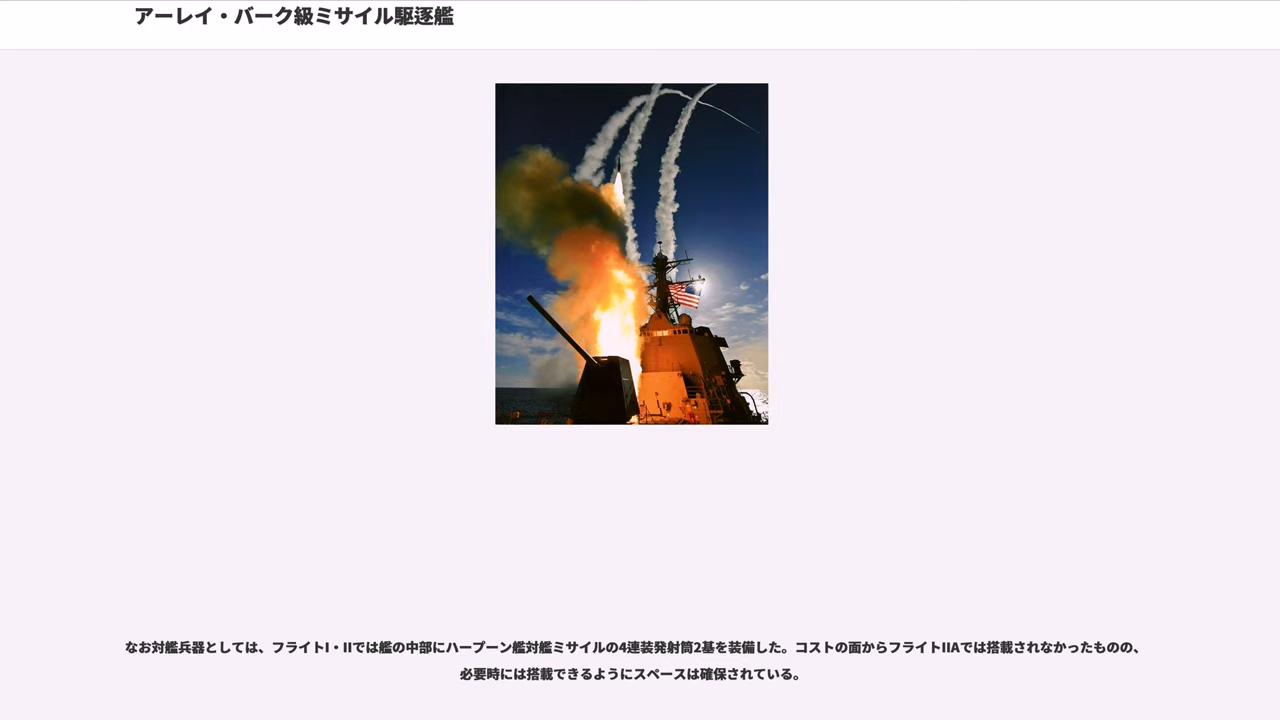 アーレイ・バーク級ミサイル駆逐艦
なお対艦兵器としては、フライトI・IIでは艦の中部にハープーン艦対艦ミサイルの4連装発射筒2基を装備した。コストの面からフライトIIAでは搭載されなかったものの、
必要時には搭載できるようにスペースは確保されている。